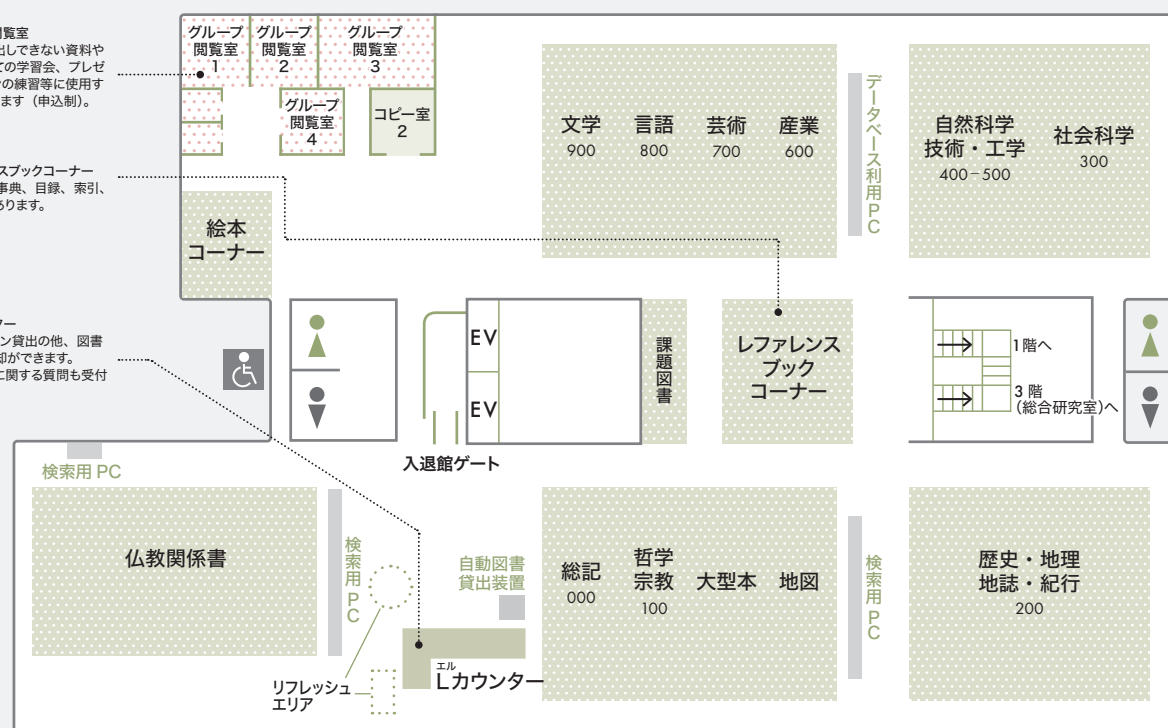 閲覧室
出しできない資料や
ての学習会、プレゼ
ンの練習等に使用す
ます（申込制）。
スブックコーナー
事典、目録、索引、
あります。
ター
ン貸出の他、図書
却ができます。
に関する質問も受付
グループ
閲覧室
1
グループ
閲覧室
2
グループ
閲覧室
3
グループ
閲覧室
4
コピー室
2
絵本
コーナー
文学
900
言語
800
芸術
700
産業
600
データベース利用PC
自然科学
技術・工学
400-500
社会科学
300
EV
EV
課題図書
レファレンス
ブック
コーナー
1階へ
3階
(総合研究室)へ
入退館ゲート
検索用PC
仏教関係書
検索用PC
自動図書
貸出装置
総記
000
哲学
宗教
100
大型本
地図
検索用PC
歴史・地理
地誌・紀行
200
リフレッシュ
エリア
エル
Lカウンター